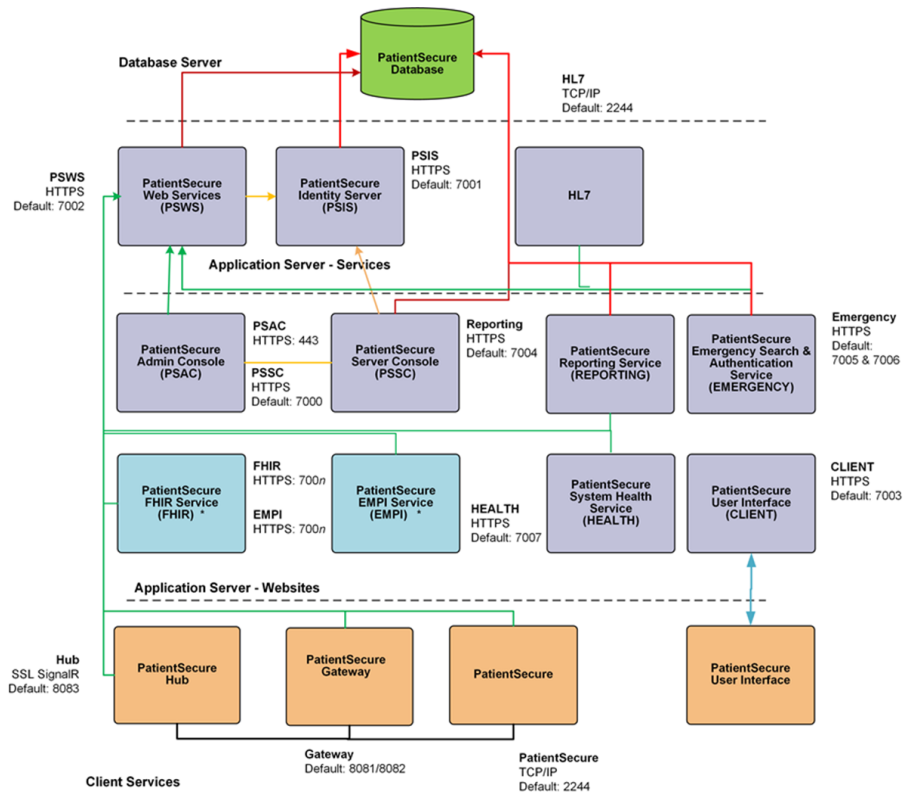 PatientSecure
Database
Database Server
HL7
TCP/IP
Default: 2244
PSWS
HTTPS
Default: 7002
PatientSecure
Web Services
(PSWS)
PatientSecure
Identity Server
(PSIS)
PSIS
HTTPS
Default: 7001
HL7
Application Server - Services
PatientSecure
Admin Console
(PSAC)
PSAC
HTTPS: 443
PSSC
HTTPS
Default: 7000
PatientSecure
Server Console
(PSSC)
Reporting
HTTPS
Default: 7004
PatientSecure
Reporting Service
(REPORTING)
PatientSecure
Emergency Search &
Authentication
Service
(EMERGENCY)
Emergency
HTTPS
Default:
7005 & 7006
PatientSecure
FHIR Service
(FHIR) *
FHIR
HTTPS: 700n
EMPI
HTTPS: 700n
PatientSecure
EMPI Service
(EMPI) *
HEALTH
HTTPS
Default: 7007
PatientSecure
System Health
Service
(HEALTH)
PatientSecure
User Interface
(CLIENT)
CLIENT
HTTPS
Default: 7003
Application Server - Websites
Hub
SSL SignalR
Default: 8083
PatientSecure
Hub
PatientSecure
Gateway
PatientSecure
PatientSecure
User Interface
Gateway
Default: 8081/8082
PatientSecure
TCP/IP
Default: 2244
Client Services